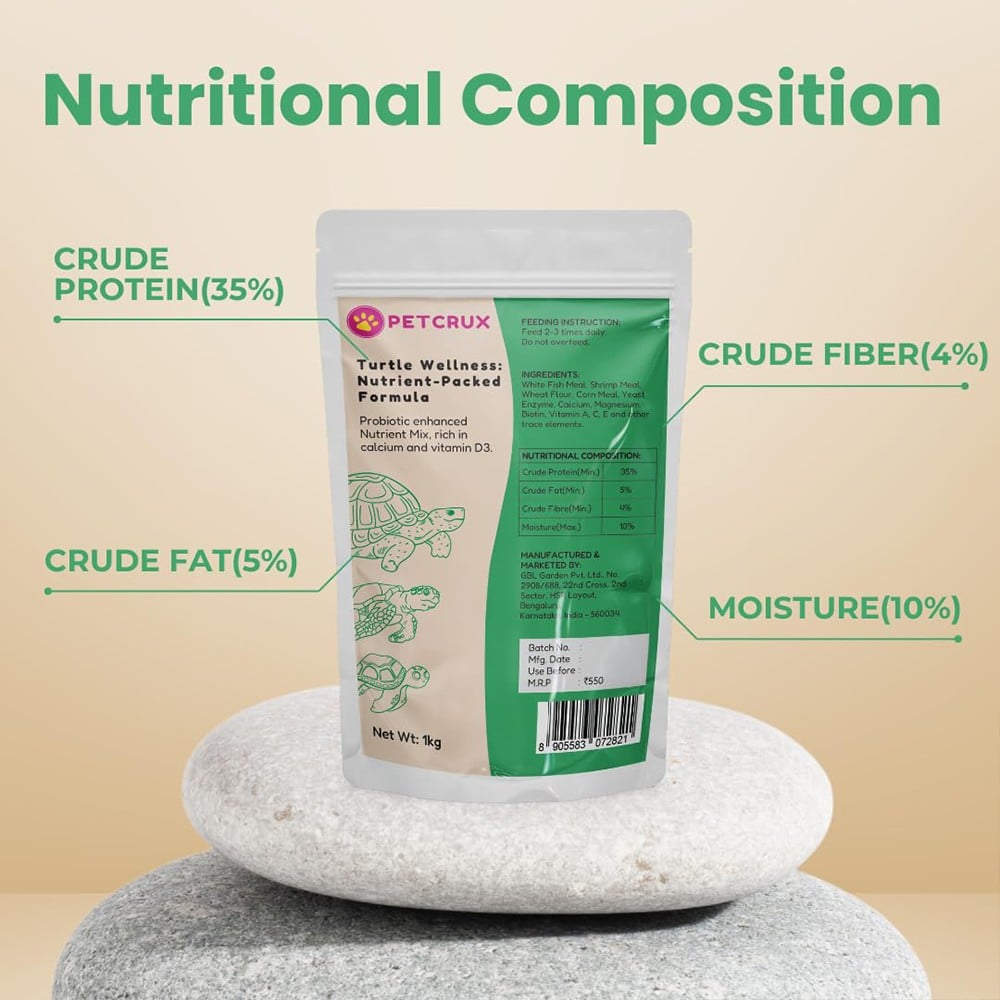 Nutritional Composition
CRUDE
PROTEIN(35%)
CRUDE FAT(5%)
CRUDE FIBER(4%)
MOISTURE(10%)
PETCRUX
Turtle Wellness:
Nutrient-Packed
Formula
Probiotic enhanced
Nutrient Mix, rich in
calcium and vitamin D3.
Net Wt: 1kg
FEEDING INSTRUCTION:
Feed 2-3 times daily.
Do not overfeed.
INGREDIENTS:
White Fish Meal, Shrimp Meal,
Wheat Flour, Corn Meal, Yeast
Enzyme, Calcium, Magnesium,
Biotin, Vitamin A, C, E and other
trace elements.
NUTRITIONAL COMPOSITION:
Crude Protein(Min.) 35%
Crude Fat(Min.) 5%
Crude Fibre(Min.) 4%
Moisture(Max.) 10%
MANUFACTURED &
MARKETED BY:
GBL Garden Pvt. Ltd., No.
2906/688, 22nd Cross, 2nd
Sector, HSR Layout,
Bengaluru,
Karnataka, India - 560034
Batch No. :
Mfg. Date :
Use Before :
M.R.P : ₹550
8 905583 072821